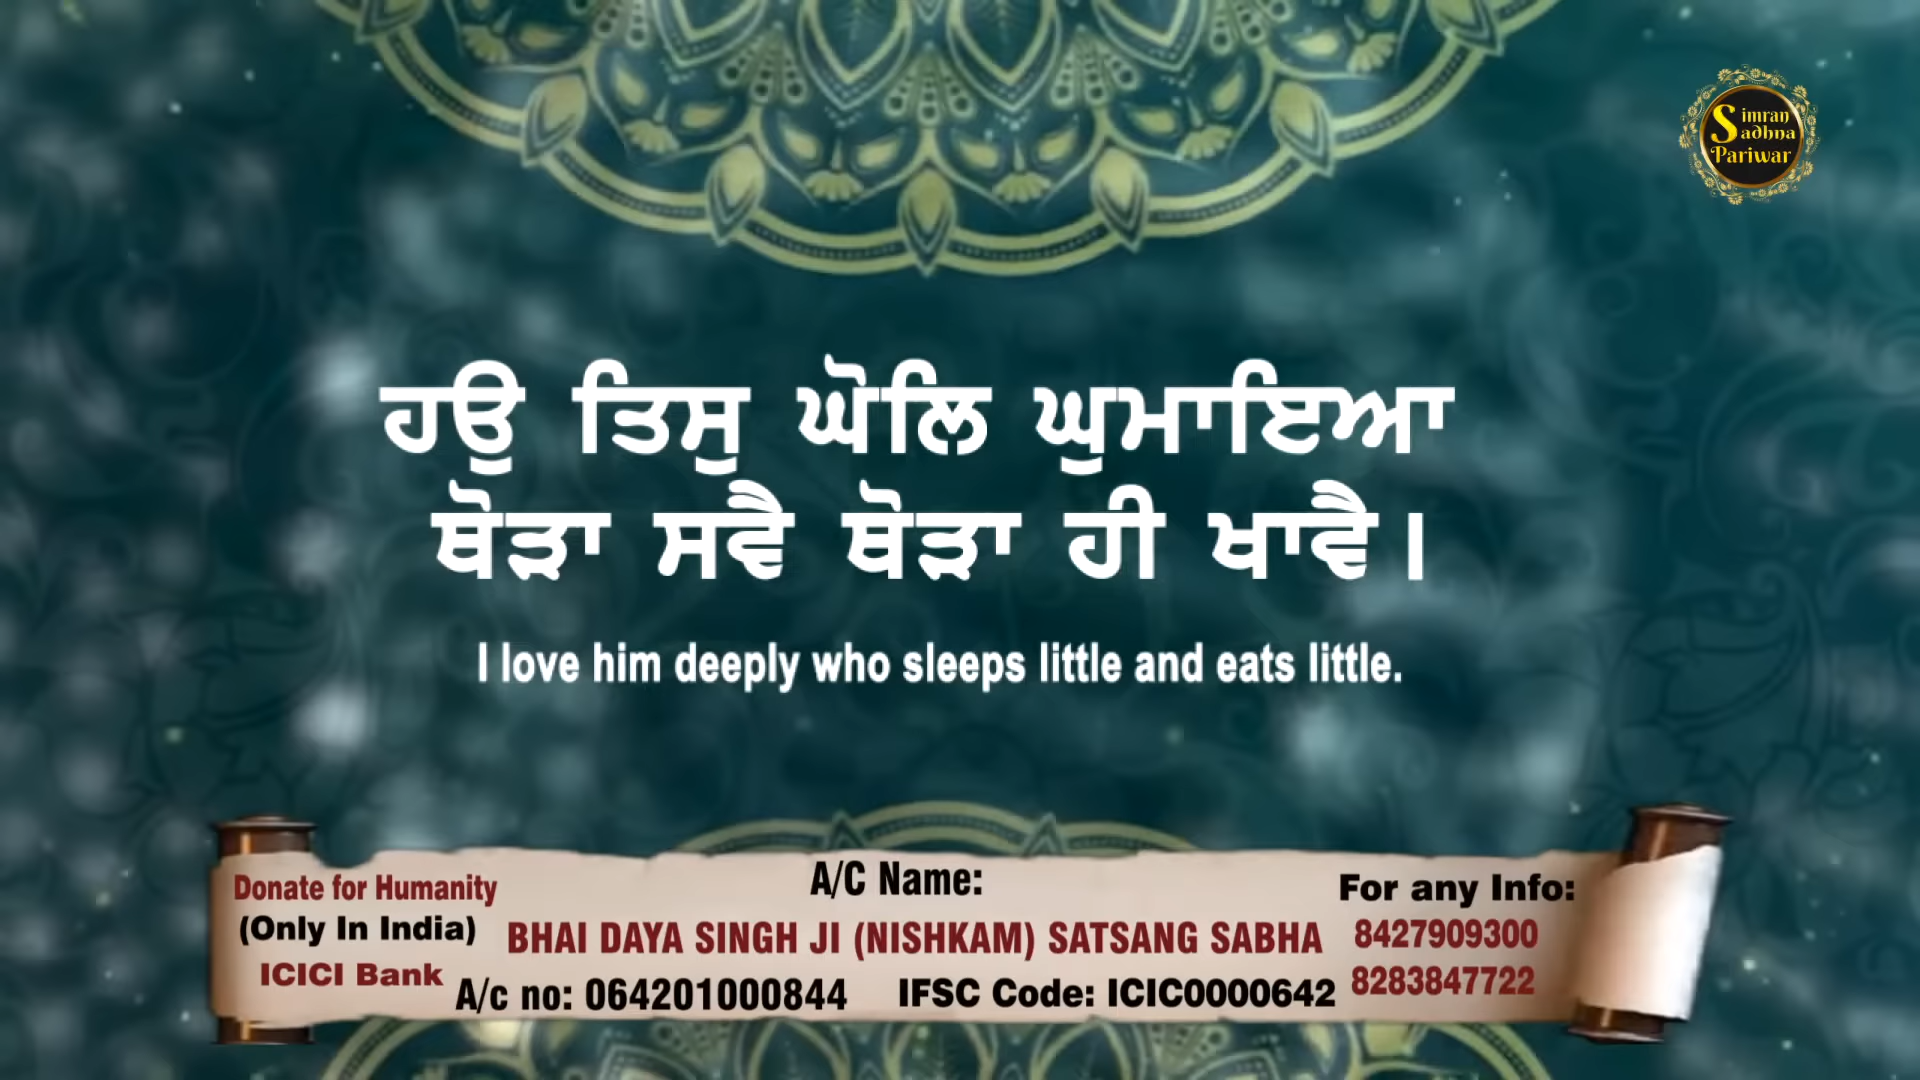 Simran
Sadhna
Pariwar
ਹਉ ਤਿਸੁ ਘੋਲਿ ਘੁਮਾਇਆ
ਥੋੜਾ ਸਵੈ ਥੋੜਾ ਹੀ ਖਾਵੈ।
I love him deeply who sleeps little and eats little.
Donate for Humanity
(Only In India)
ICICI Bank
A/C Name:
BHAI DAYA SINGH JI (NISHKAM) SATSANG SABHA
A/c no: 064201000844 IFSC Code: ICIC0000642
For any Info:
8427909300
8283847722